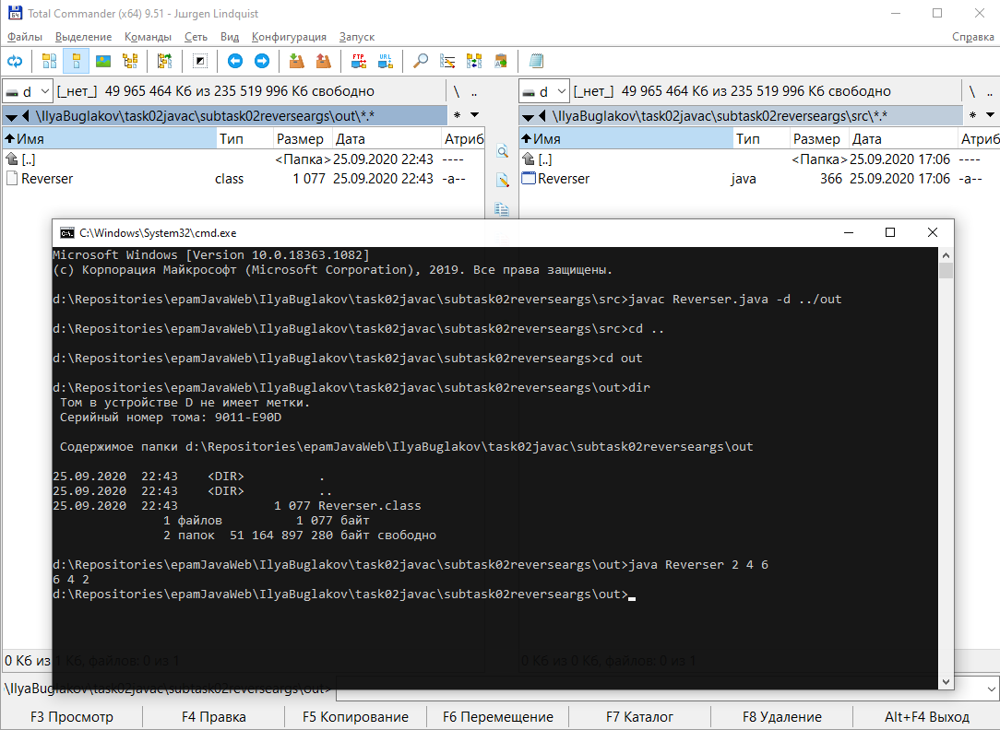 Total Commander (x64) 9.51 - Juɪrgen Lindquist
Файлы Выделение Команды Сеть Вид Конфигурация Запуск Справка
FTP URL
d [_нет_] 49 965 464 Кб из 235 519 996 Кб свободно \ ..
d [_нет_] 49 965 464 Кб из 235 519 996 Кб свободно \ ..
\IlyaBuglakov\task02javac\subtask02reverseargs\out\*.* *
\IlyaBuglakov\task02javac\subtask02reverseargs\src\*.* *
Имя Тип Размер Дата Атриб
[..] <Папка> 25.09.2020 22:43 ----
Reverser class 1 077 25.09.2020 22:43 -a--
Имя Тип Размер Дата Атриб
[..] <Папка> 25.09.2020 17:06 ----
Reverser java 366 25.09.2020 17:06 -a--
C:\Windows\System32\cmd.exe
Microsoft Windows [Version 10.0.18363.1082]
(c) Корпорация Майкрософт (Microsoft Corporation), 2019. Все права защищены.
d:\Repositories\epamJavaWeb\IlyaBuglakov\task02javac\subtask02reverseargs\src>javac Reverser.java -d ../out
d:\Repositories\epamJavaWeb\IlyaBuglakov\task02javac\subtask02reverseargs\src>cd ..
d:\Repositories\epamJavaWeb\IlyaBuglakov\task02javac\subtask02reverseargs>cd out
d:\Repositories\epamJavaWeb\IlyaBuglakov\task02javac\subtask02reverseargs\out>dir
Том в устройстве D не имеет метки.
Серийный номер тома: 9011-E90D
Содержимое папки d:\Repositories\epamJavaWeb\IlyaBuglakov\task02javac\subtask02reverseargs\out
25.09.2020 22:43 <DIR> .
25.09.2020 22:43 <DIR> ..
25.09.2020 22:43 1 077 Reverser.class
1 файлов 1 077 байт
2 папок 51 164 897 280 байт свободно
d:\Repositories\epamJavaWeb\IlyaBuglakov\task02javac\subtask02reverseargs\out>java Reverser 2 4 6
6 4 2
d:\Repositories\epamJavaWeb\IlyaBuglakov\task02javac\subtask02reverseargs\out>
0 Кб из 1 Кб, файлов: 0 из 1
0 Кб из 0 Кб, файлов: 0 из 1
\IlyaBuglakov\task02javac\subtask02reverseargs\out>
F3 Просмотр F4 Правка F5 Копирование F6 Перемещение F7 Каталог F8 Удаление Alt+F4 Выход